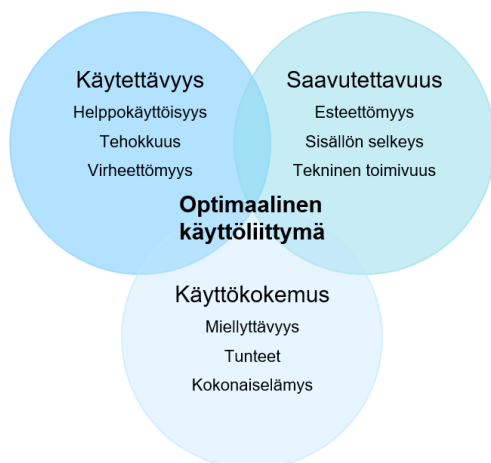 Käytettävyys
Helppokäyttöisyys
Tehokkuus
Virheettömyys
Saavutettavuus
Esteettömyys
Sisällön selkeys
Tekninen toimivuus
Optimaalinen
käyttöliittymä
Käyttökokemus
Miellyttävyys
Tunteet
Kokonaiselämys